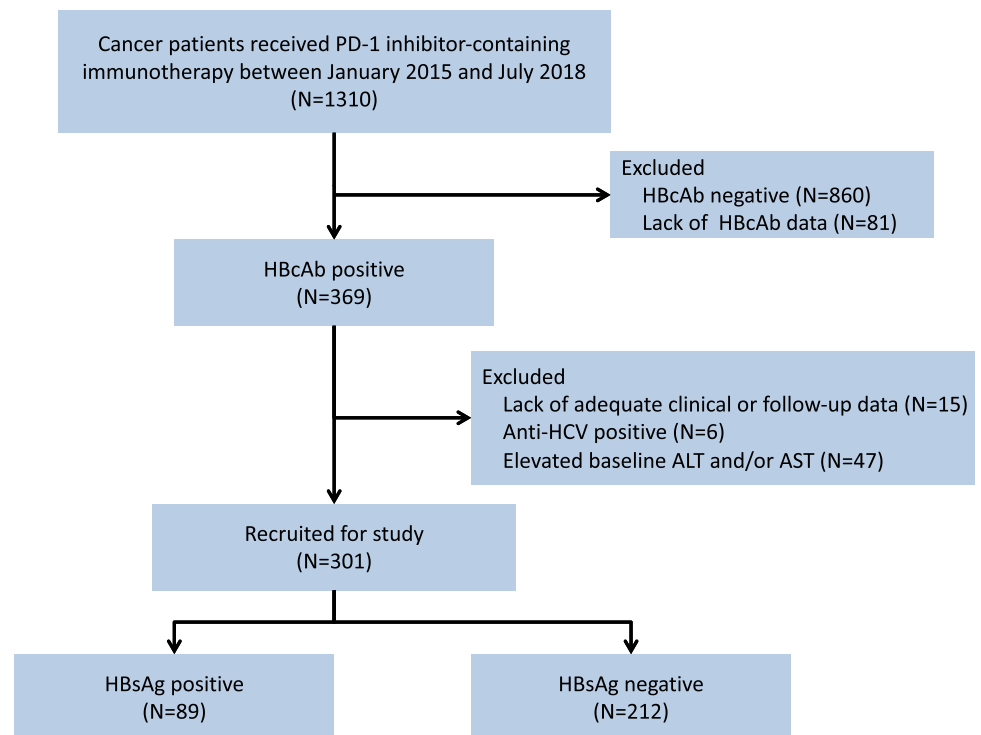 Cancer patients received PD-1 inhibitor-containing
immunotherapy between January 2015 and July 2018
(N=1310)
Excluded
HBcAb negative (N=860)
Lack of HBcAb data (N=81)
HBcAb positive
(N=369)
Excluded
Lack of adequate clinical or follow-up data (N=15)
Anti-HCV positive (N=6)
Elevated baseline ALT and/or AST (N=47)
Recruited for study
(N=301)
HBsAg positive
(N=89)
HBsAg negative
(N=212)